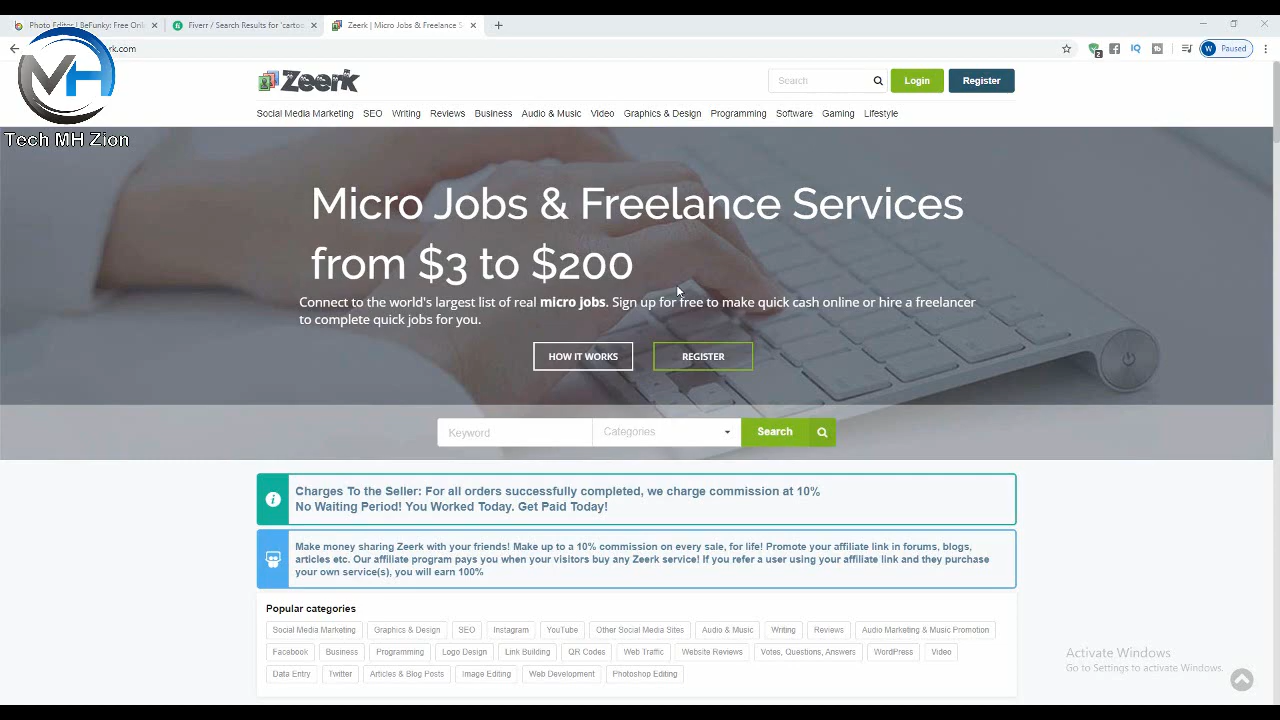 Photo Editor | BeFunky: Free Onli
Fiverr / Search Results for 'cartoo
Zeerk | Micro Jobs & Freelance S
rk.com
Paused
MH
Tech MH Zion
Zeerk
Search
Login
Register
Social Media Marketing SEO Writing Reviews Business Audio & Music Video Graphics & Design Programming Software Gaming Lifestyle
Micro Jobs & Freelance Services
from $3 to $200
Connect to the world's largest list of real micro jobs. Sign up for free to make quick cash online or hire a freelancer
to complete quick jobs for you.
HOW IT WORKS
REGISTER
Keyword
Categories
Search
Charges To the Seller: For all orders successfully completed, we charge commission at 10%
No Waiting Period! You Worked Today. Get Paid Today!
Make money sharing Zeerk with your friends! Make up to a 10% commission on every sale, for life! Promote your affiliate link in forums, blogs,
articles etc. Our affiliate program pays you when your visitors buy any Zeerk service! If you refer a user using your affiliate link and they purchase
your own service(s), you will earn 100%
Popular categories
Social Media Marketing Graphics & Design SEO Instagram YouTube Other Social Media Sites Audio & Music Writing Reviews Audio Marketing & Music Promotion
Facebook Business Programming Logo Design Link Building QR Codes Web Traffic Website Reviews Votes, Questions, Answers WordPress Video
Data Entry Twitter Articles & Blog Posts Image Editing Web Development Photoshop Editing
Activate Windows
Go to Settings to activate Windows.